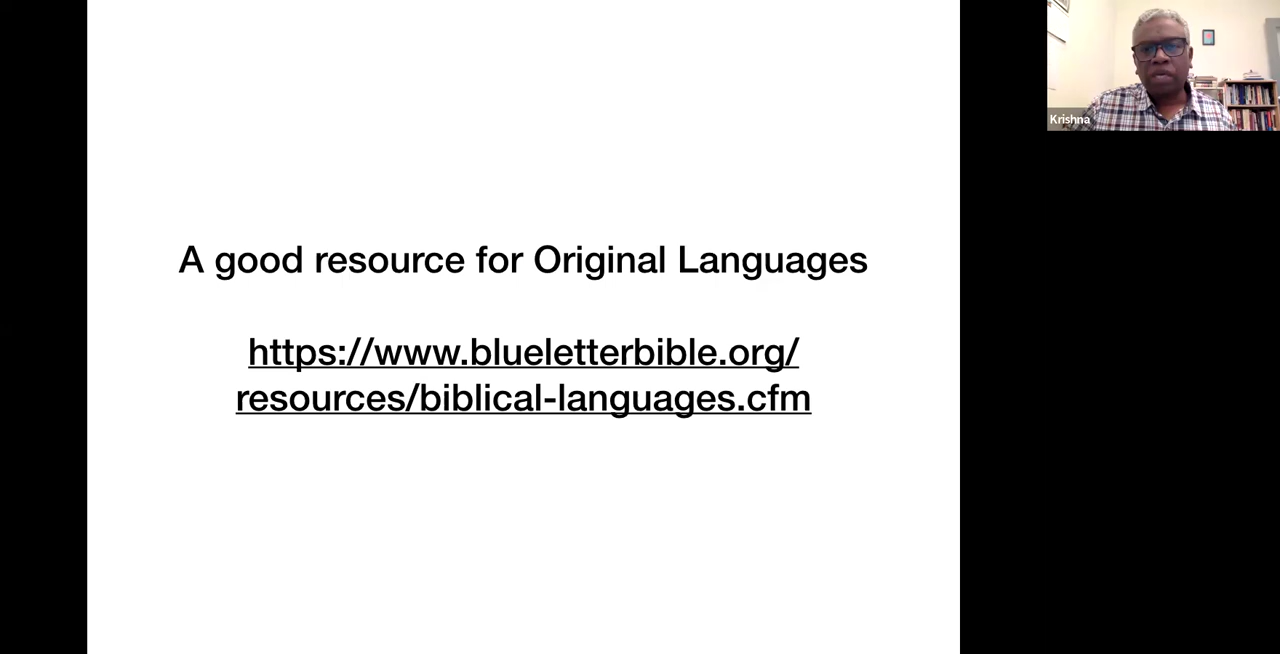 A good resource for Original Languages
https://www.blueletterbible.org/
resources/biblical-languages.cfm
Krishna